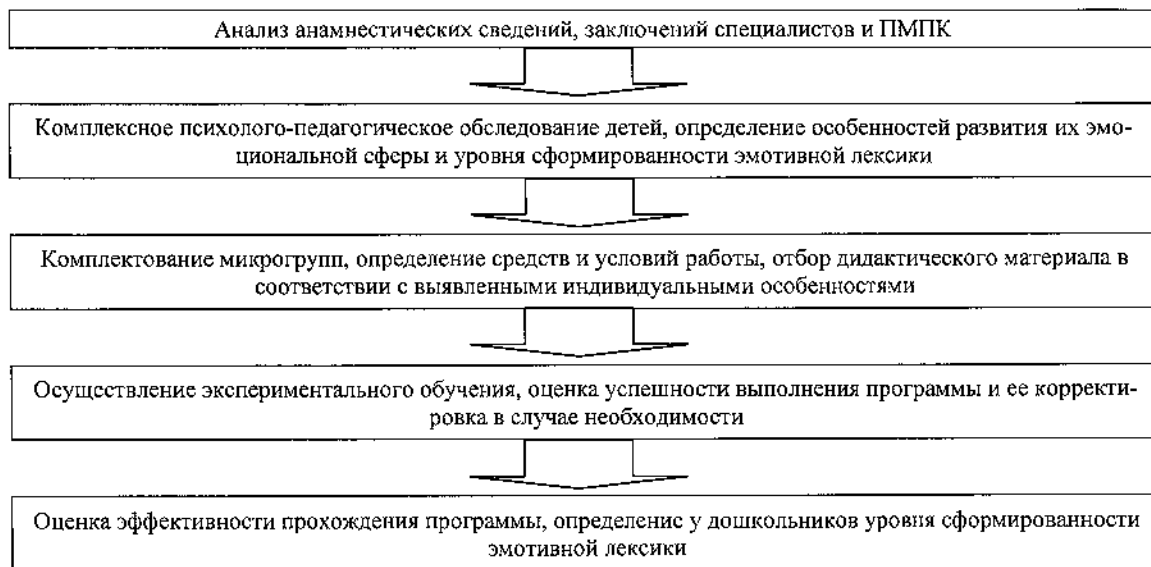 Анализ анамнестических сведений, заключений специалистов и ПМПК
Комплексное психолого-педагогическое обследование детей, определение особенностей развития их эмо-
циональной сферы и уровня сформированности эмотивной лексики
Комплектование микрогрупп, определение средств и условий работы, отбор дидактического материала в
соответствии с выявленными индивидуальными особенностями
Осуществление экспериментального обучения, оценка успешности выполнения программы и ее корректи-
ровка в случае необходимости
Оценка эффективности прохождения программы, определение у дошкольников уровня сформированности
эмотивной лексики